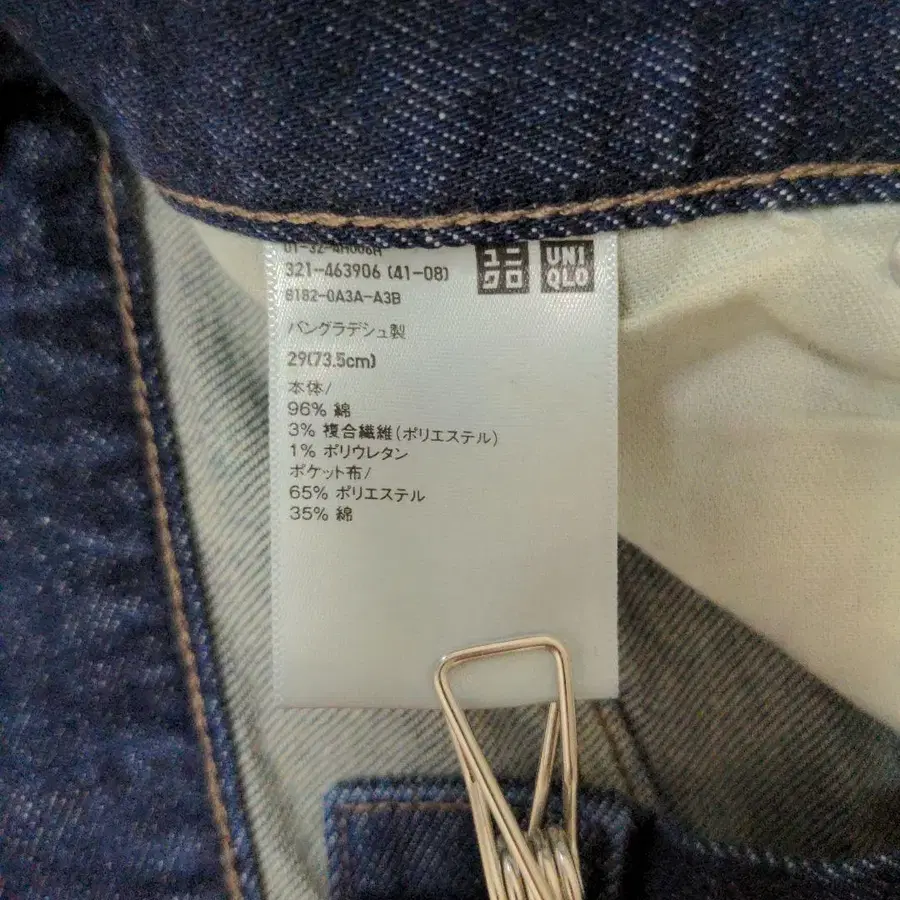 321-463906 (41-08)
8182-0A3A-A3B
ユニ
クロ
UNI
QLO
バングラデシュ製
29(73.5cm)
本体/
96% 綿
3% 複合繊維(ポリエステル)
1% ポリウレタン
ポケット布/
65% ポリエステル
35% 綿